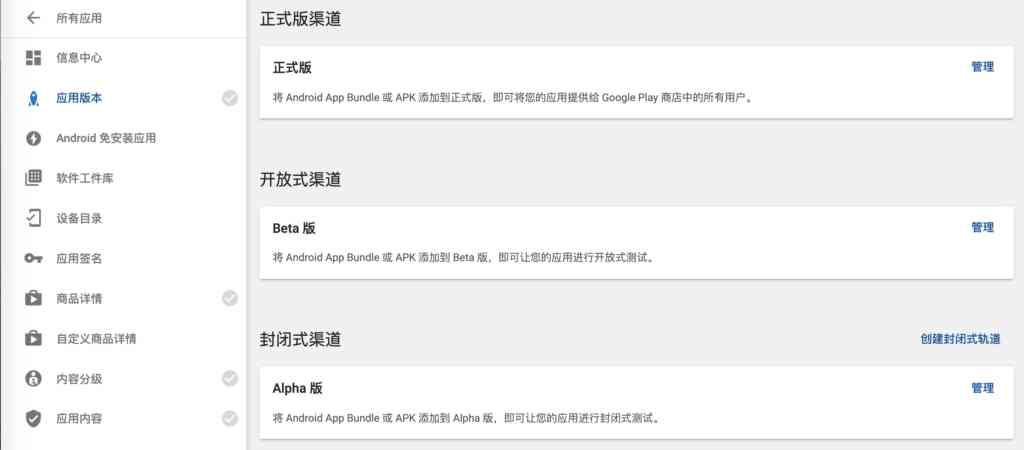 所有应用
信息中心
应用版本
Android 免安装应用
软件工件库
设备目录
应用签名
商品详情
自定义商品详情
内容分级
应用内容
正式版渠道
正式版
管理
将 Android App Bundle 或 APK 添加到正式版，即可将您的应用提供给 Google Play 商店中的所有用户。
开放式渠道
Beta 版
管理
将 Android App Bundle 或 APK 添加到 Beta 版，即可让您的应用进行开放式测试。
封闭式渠道
创建封闭式轨道
Alpha 版
管理
将 Android App Bundle 或 APK 添加到 Alpha 版，即可让您的应用进行封闭式测试。